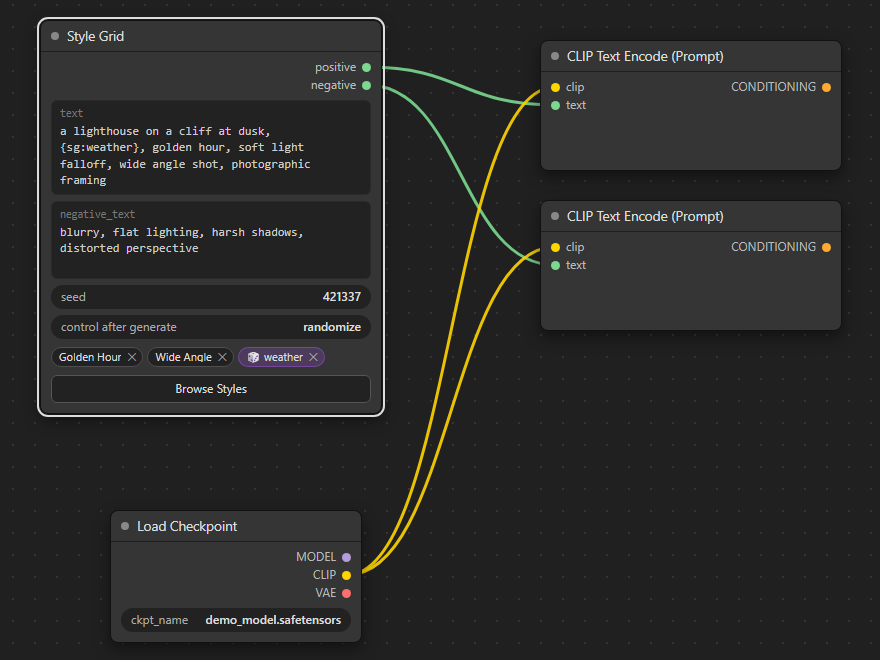 Style Grid
positive
negative
text
a lighthouse on a cliff at dusk,
{sg:weather}, golden hour, soft light
falloff, wide angle shot, photographic
framing
negative_text
blurry, flat lighting, harsh shadows,
distorted perspective
seed 421337
control after generate randomize
Golden Hour Wide Angle weather
Browse Styles
CLIP Text Encode (Prompt)
clip CONDITIONING
text
CLIP Text Encode (Prompt)
clip CONDITIONING
text
Load Checkpoint
MODEL
CLIP
VAE
ckpt_name demo_model.safetensors